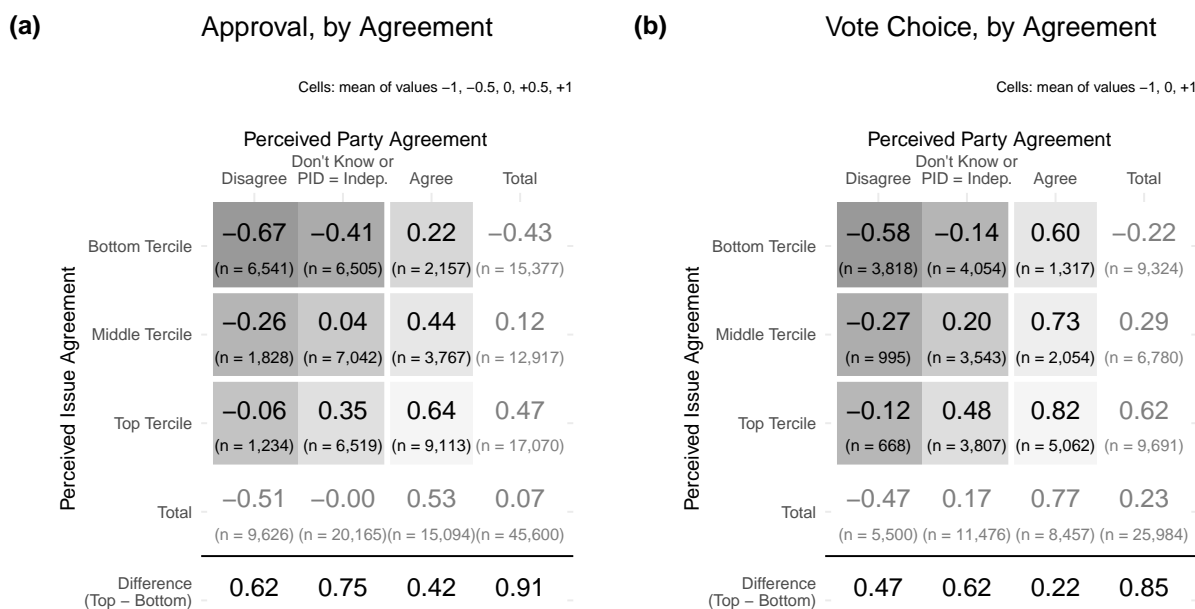 (a) Approval, by Agreement
Cells: mean of values −1, −0.5, 0, +0.5, +1
Perceived Party Agreement
Don't Know or
Disagree PID = Indep. Agree Total
Perceived Issue Agreement
Bottom Tercile −0.67 −0.41 0.22 −0.43
(n = 6,541) (n = 6,505) (n = 2,157) (n = 15,377)
Middle Tercile −0.26 0.04 0.44 0.12
(n = 1,828) (n = 7,042) (n = 3,767) (n = 12,917)
Top Tercile −0.06 0.35 0.64 0.47
(n = 1,234) (n = 6,519) (n = 9,113) (n = 17,070)
Total −0.51 −0.00 0.53 0.07
(n = 9,626) (n = 20,165) (n = 15,094) (n = 45,600)
Difference
(Top − Bottom) 0.62 0.75 0.42 0.91
(b) Vote Choice, by Agreement
Cells: mean of values −1, 0, +1
Perceived Party Agreement
Don't Know or
Disagree PID = Indep. Agree Total
Perceived Issue Agreement
Bottom Tercile −0.58 −0.14 0.60 −0.22
(n = 3,818) (n = 4,054) (n = 1,317) (n = 9,324)
Middle Tercile −0.27 0.20 0.73 0.29
(n = 995) (n = 3,543) (n = 2,054) (n = 6,780)
Top Tercile −0.12 0.48 0.82 0.62
(n = 668) (n = 3,807) (n = 5,062) (n = 9,691)
Total −0.47 0.17 0.77 0.23
(n = 5,500) (n = 11,476) (n = 8,457) (n = 25,984)
Difference
(Top − Bottom) 0.47 0.62 0.22 0.85